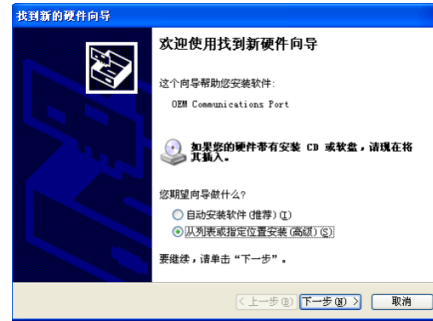 找到新的硬件向导
欢迎使用找到新硬件向导
这个向导帮助您安装软件:
OEM Communications Port
如果您的硬件带有安装 CD 或软盘，请现在将
其插入。
您期望向导做什么?
自动安装软件(推荐)(I)
从列表或指定位置安装(高级)(S)
要继续，请单击“下一步”。
< 上一步(B) 下一步(N) > 取消